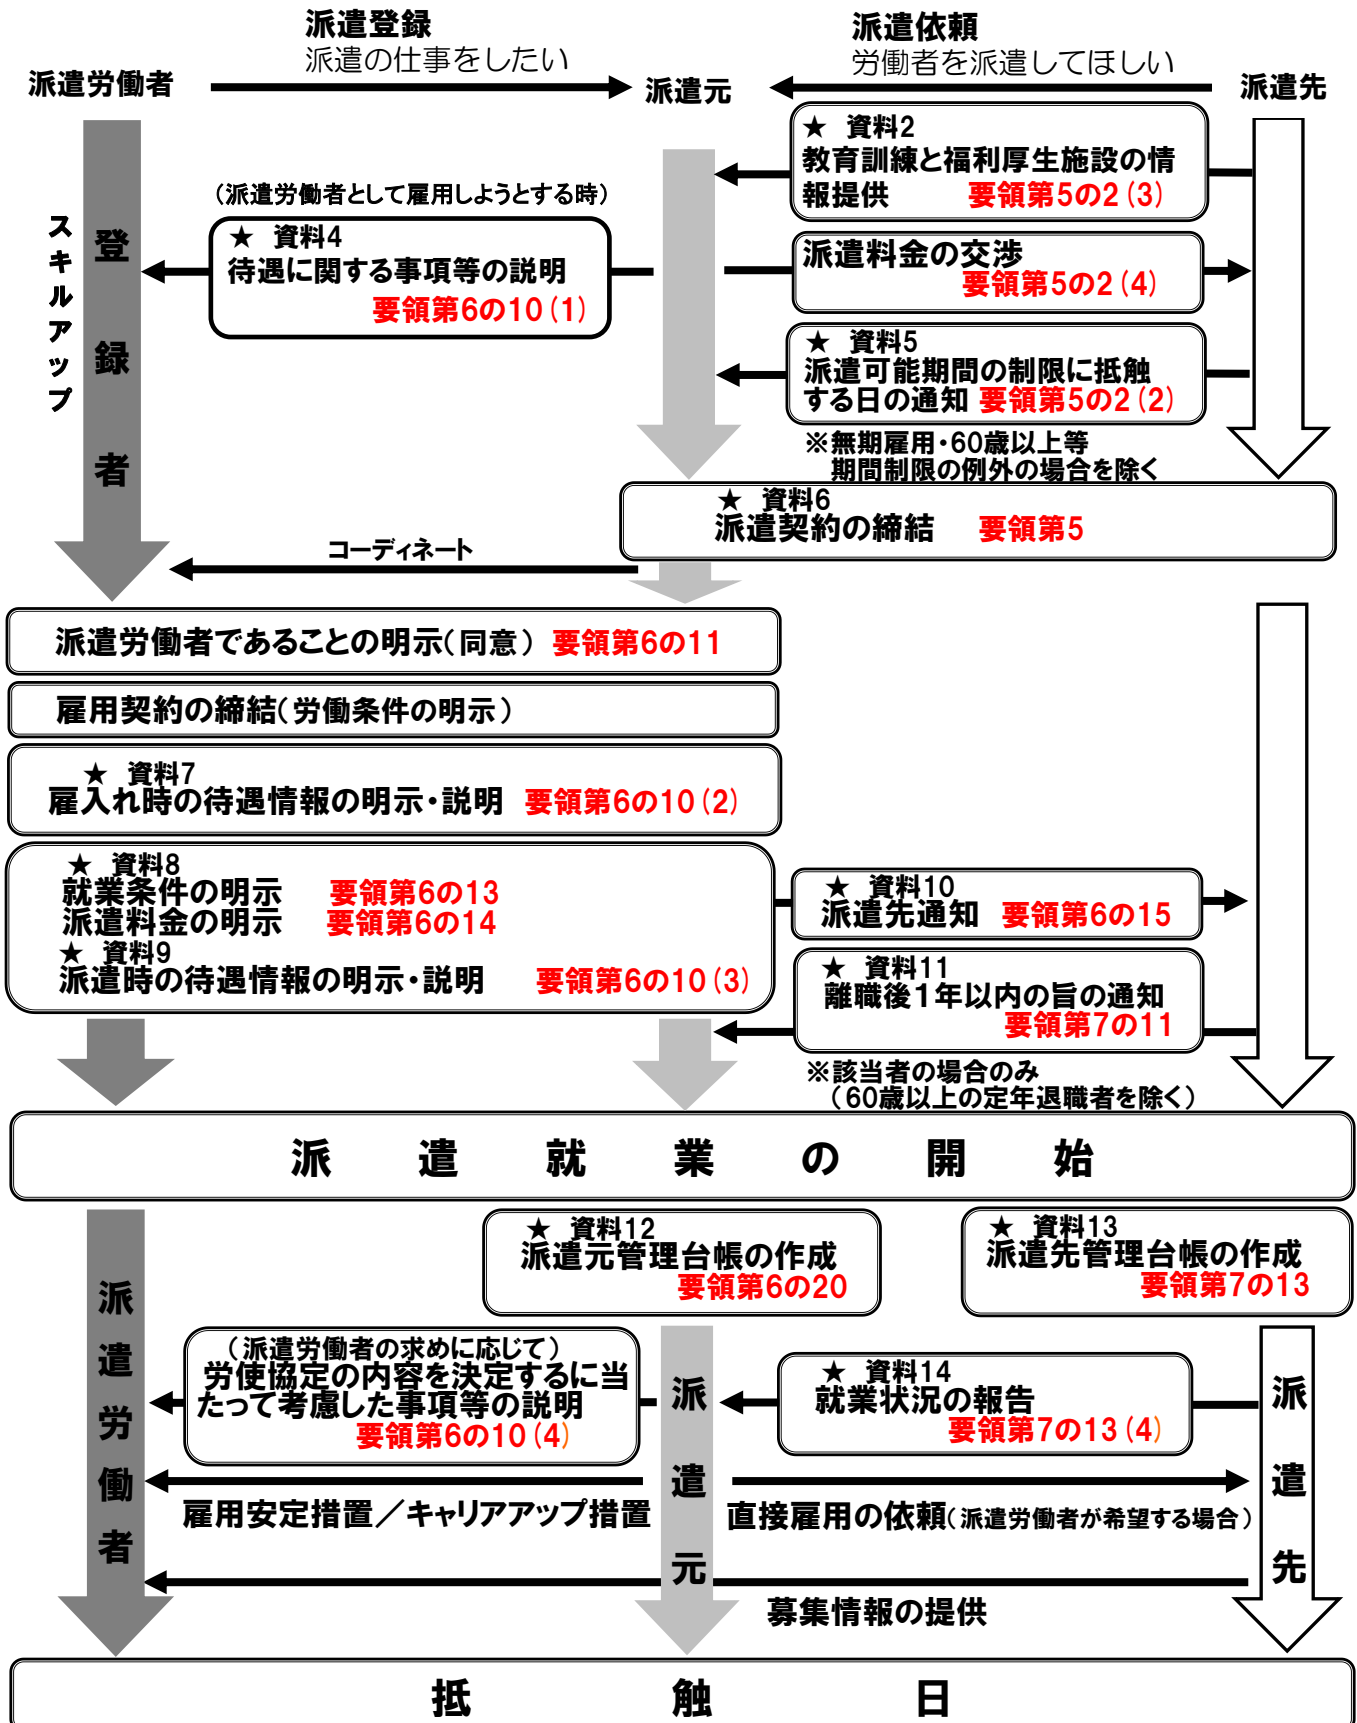 派遣登録
派遣の仕事をしたい
派遣依頼
労働者を派遣してほしい
派遣労働者
派遣元
派遣先
★ 資料2
教育訓練と福利厚生施設の情
報提供 要領第5の2(3)
(派遣労働者として雇用しようとする時)
★ 資料4
待遇に関する事項等の説明
要領第6の10(1)
派遣料金の交渉
要領第5の2(4)
★ 資料5
派遣可能期間の制限に抵触
する日の通知 要領第5の2(2)
※無期雇用・60歳以上等
期間制限の例外の場合を除く
スキルアップ
登録者
★ 資料6
派遣契約の締結 要領第5
コーディネート
派遣労働者であることの明示(同意) 要領第6の11
雇用契約の締結(労働条件の明示)
★ 資料7
雇入れ時の待遇情報の明示・説明 要領第6の10(2)
★ 資料8
就業条件の明示 要領第6の13
派遣料金の明示 要領第6の14
★ 資料9
派遣時の待遇情報の明示・説明 要領第6の10(3)
★ 資料10
派遣先通知 要領第6の15
★ 資料11
離職後1年以内の旨の通知
要領第7の11
※該当者の場合のみ
(60歳以上の定年退職者を除く)
派遣就業の開始
★ 資料12
派遣元管理台帳の作成
要領第6の20
★ 資料13
派遣先管理台帳の作成
要領第7の13
派遣労働者
(派遣労働者の求めに応じて)
労使協定の内容を決定するに当
たって考慮した事項等の説明
要領第6の10(4)
派遣元
★ 資料14
就業状況の報告
要領第7の13(4)
派遣先
雇用安定措置/キャリアアップ措置
直接雇用の依頼(派遣労働者が希望する場合)
募集情報の提供
抵触日